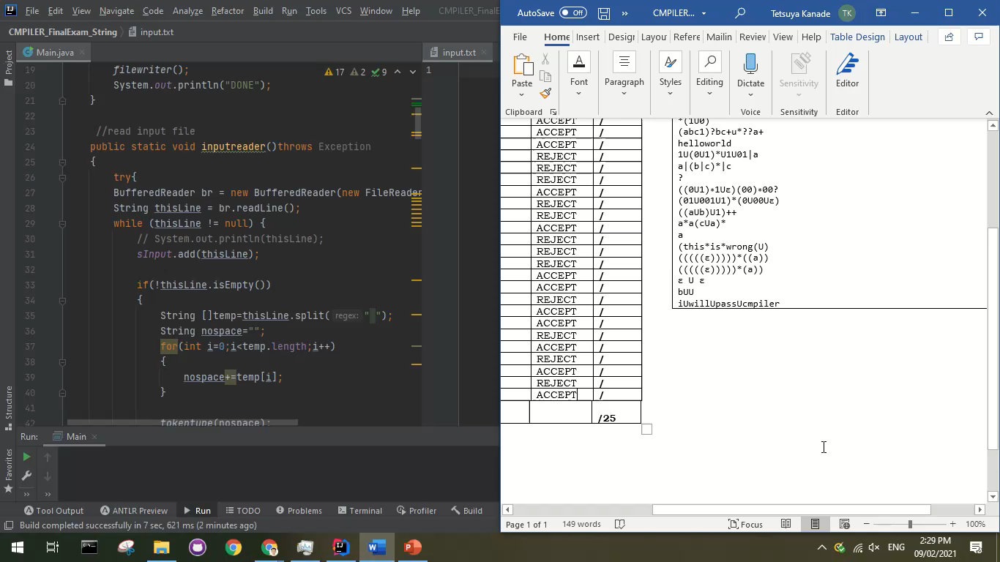 File Edit View Navigate Code Analyze Refactor Build Run Tools VCS Window Help CMPILER_FinalE
CMPILER_FinalExam_String input.txt
Main.java
input.txt
Project
Structure
Favorites
17 2 9
19 filewriter();
20 System.out.println("DONE");
21 }
22
23 //read input file
24 public static void inputreader()throws Exception
25 {
26 try{
27 BufferedReader br = new BufferedReader(new FileReader
28 String thisLine = br.readLine();
29 while (thisLine != null) {
30 // System.out.println(thisLine);
31 sInput.add(thisLine);
32
33 if(!thisLine.isEmpty())
34 {
35 String []temp=thisLine.split( regex: " ");
36 String nospace="";
37 for(int i=0;i<temp.length;i++)
38 {
39 nospace+=temp[i];
40 }
41
42 tokentype(nospace);
1
Run: Main
Tool Output ANTLR Preview Run TODO Problems Terminal Profiler Build
Build completed successfully in 7 sec, 621 ms (2 minutes ago)
AutoSave Off » CMPILER... Tetsuya Kanade TK
File Home Insert Design Layou Refere Mailin Review View Help Table Design Layout
Paste Font Paragraph Styles Editing Dictate Sensitivity Editor
Clipboard Voice Sensitivity Editor
ACCEPT /
ACCEPT /
ACCEPT /
REJECT /
REJECT /
REJECT /
ACCEPT /
REJECT /
REJECT /
ACCEPT /
REJECT /
REJECT /
REJECT /
ACCEPT /
ACCEPT /
REJECT /
ACCEPT /
ACCEPT /
REJECT /
ACCEPT /
REJECT /
ACCEPT /
REJECT /
ACCEPT /
/25
*(1U0)
(abc1)?bc+u*??a+
helloworld
1U(0U1)*U1U01|a
a|(b|c)*|c
?
((0U1)*1Uε)(00)*00?
(01U001U1)*(0U00Uε)
((aUb)U1)++
a*a(cUa)*
a
(this*is*wrong(U)
(((((ε)))))*((a))
(((((ε)))))*(a))
ε U ε
bUU
iUwillUpassUcmpiler
Page 1 of 1 149 words Focus 100%
ENG 2:29 PM
09/02/2021